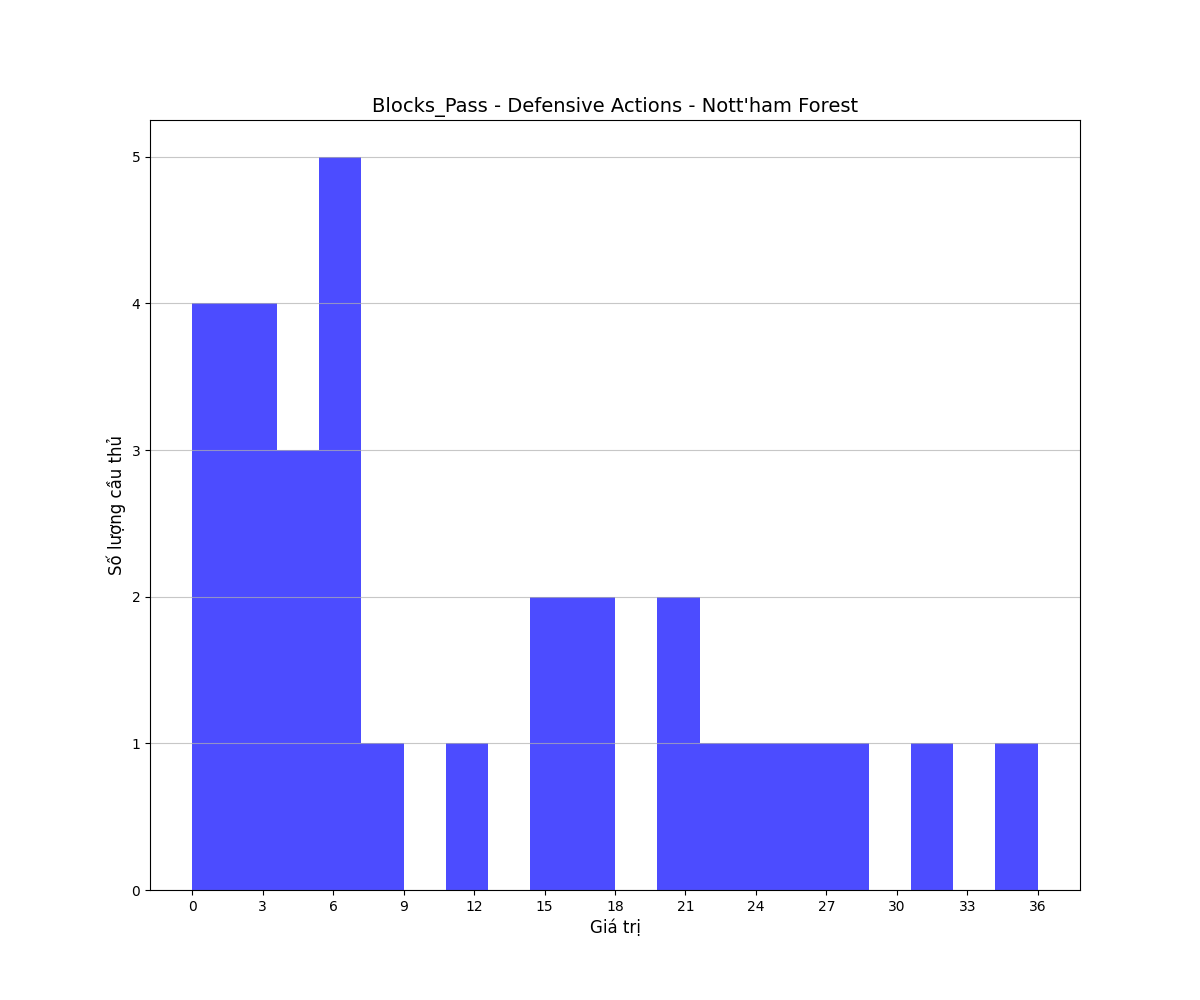 Blocks_Pass - Defensive Actions - Nott'ham Forest
5
4
3
2
1
0
Số lượng cầu thủ
0 3 6 9 12 15 18 21 24 27 30 33 36
Giá trị